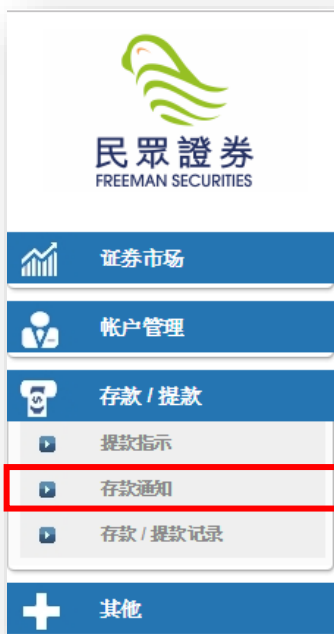 民眾證券
FREEMAN SECURITIES
证券市场
帐户管理
存款 / 提款
提款指示
存款通知
存款 / 提款记录
其他